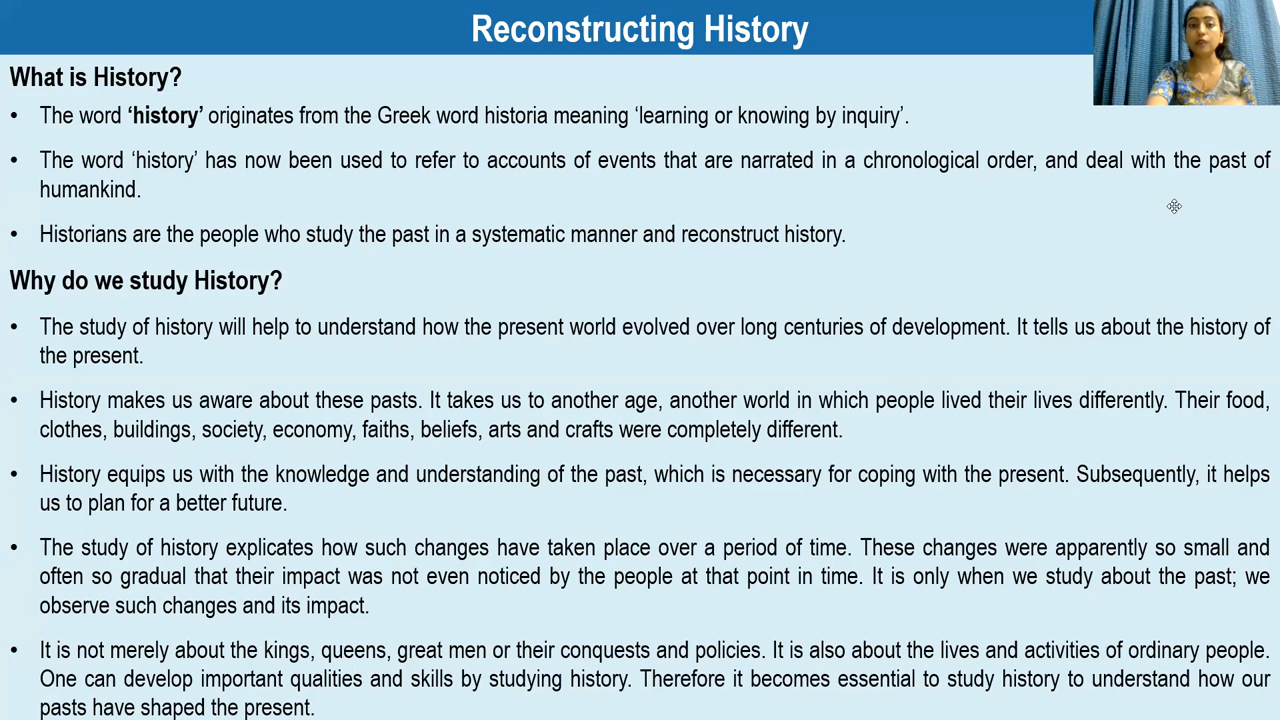 Reconstructing History
What is History?
• The word ‘history’ originates from the Greek word historia meaning ‘learning or knowing by inquiry’.
• The word ‘history’ has now been used to refer to accounts of events that are narrated in a chronological order, and deal with the past of
humankind.
• Historians are the people who study the past in a systematic manner and reconstruct history.
Why do we study History?
• The study of history will help to understand how the present world evolved over long centuries of development. It tells us about the history of
the present.
• History makes us aware about these pasts. It takes us to another age, another world in which people lived their lives differently. Their food,
clothes, buildings, society, economy, faiths, beliefs, arts and crafts were completely different.
• History equips us with the knowledge and understanding of the past, which is necessary for coping with the present. Subsequently, it helps
us to plan for a better future.
• The study of history explicates how such changes have taken place over a period of time. These changes were apparently so small and
often so gradual that their impact was not even noticed by the people at that point in time. It is only when we study about the past; we
observe such changes and its impact.
• It is not merely about the kings, queens, great men or their conquests and policies. It is also about the lives and activities of ordinary people.
One can develop important qualities and skills by studying history. Therefore it becomes essential to study history to understand how our
pasts have shaped the present.